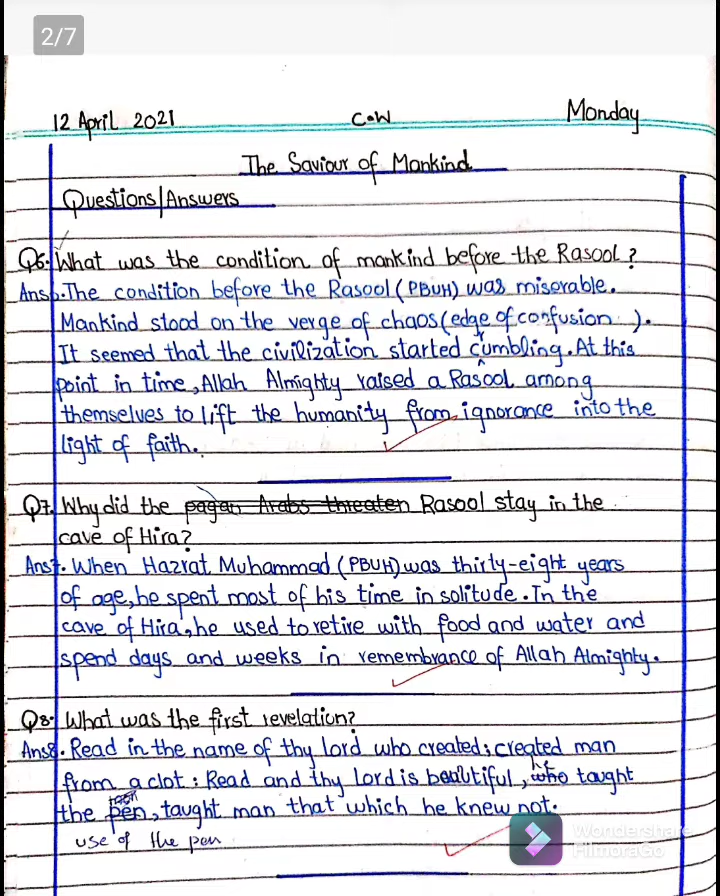 2/7
12 April 2021 C.W Monday
The Saviour of Mankind
Questions/Answers
Q6. What was the condition of mankind before the Rasool?
Ans6. The condition before the Rasool (PBUH) was miserable.
Mankind stood on the verge of chaos (edge of confusion ).
It seemed that the civilization started crumbling. At this
point in time, Allah Almighty raised a Rasool among
themselves to lift the humanity from ignorance into the
light of faith.
Q7. Why did the pagan Arabs threaten Rasool stay in the
cave of Hira?
Ans7. When Hazrat Muhammad (PBUH) was thirty-eight years
of age, he spent most of his time in solitude. In the
cave of Hira, he used to retire with food and water and
spend days and weeks in remembrance of Allah Almighty.
Q8. What was the first revelation?
Ans8. Read in the name of thy lord who created; created man
from a clot: Read and thy Lord is beautiful, who taught
the pen, taught man that which he knew not.
use of the pen
Wondershare
FilmoraGo